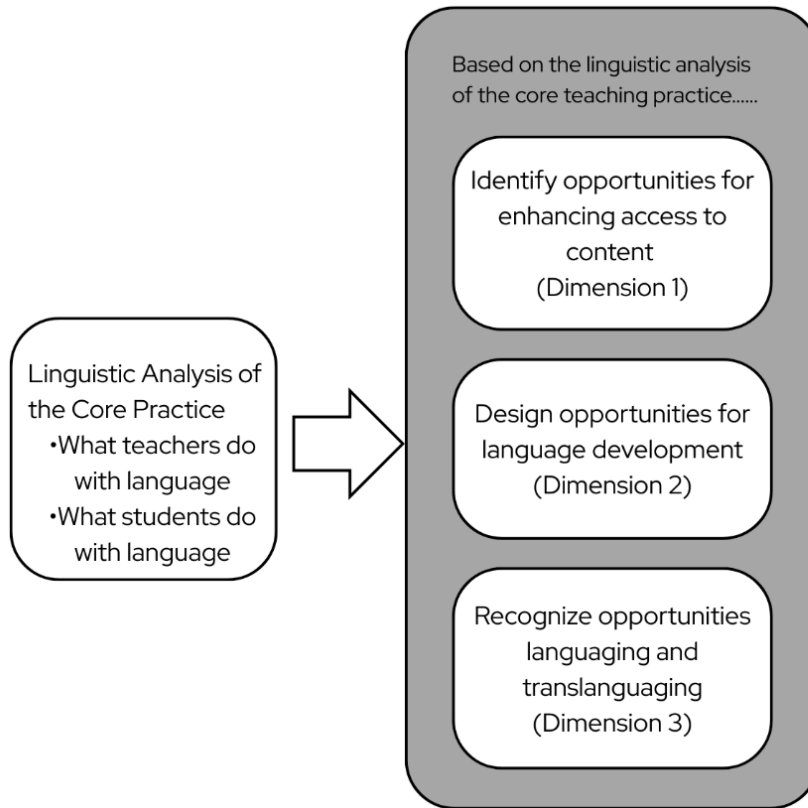 Linguistic Analysis of
the Core Practice
•What teachers do
with language
•What students do
with language
Based on the linguistic analysis
of the core teaching practice......
Identify opportunities for
enhancing access to
content
(Dimension 1)
Design opportunities for
language development
(Dimension 2)
Recognize opportunities
languaging and
translanguaging
(Dimension 3)